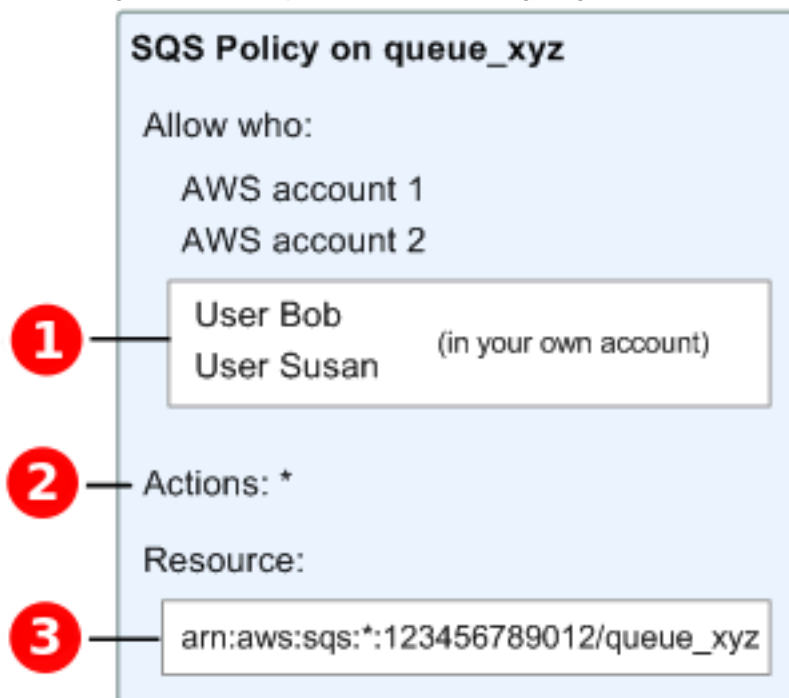 SQS Policy on queue_xyz
Allow who:
AWS account 1
AWS account 2
1
User Bob
(in your own account)
User Susan
2
Actions: *
Resource:
3
arn:aws:sqs:*:123456789012/queue_xyz